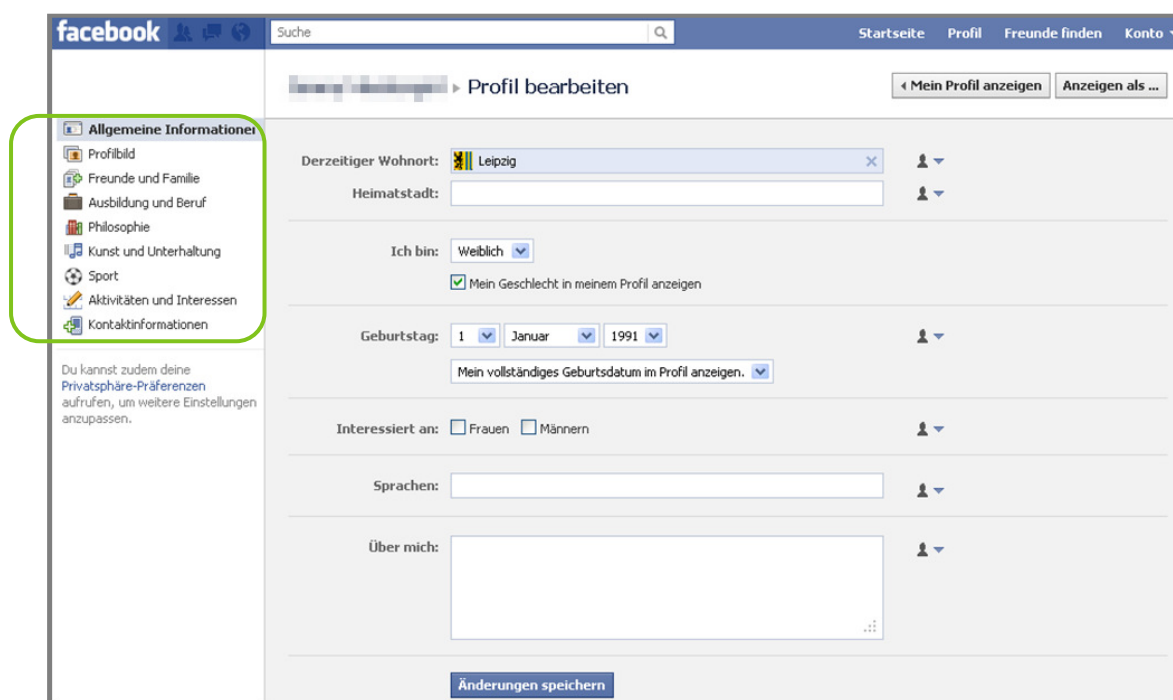 facebook
Suche
Startseite Profil Freunde finden Konto
Profil bearbeiten
Mein Profil anzeigen
Anzeigen als ...
Allgemeine Informationen
Profilbild
Freunde und Familie
Ausbildung und Beruf
Philosophie
Kunst und Unterhaltung
Sport
Aktivitäten und Interessen
Kontaktinformationen
Du kannst zudem deine
Privatsphäre-Präferenzen
aufrufen, um weitere Einstellungen
anzupassen.
Derzeitiger Wohnort: Leipzig
Heimatstadt:
Ich bin: Weiblich
Mein Geschlecht in meinem Profil anzeigen
Geburtstag: 1 Januar 1991
Mein vollständiges Geburtsdatum im Profil anzeigen.
Interessiert an: Frauen Männern
Sprachen:
Über mich:
Änderungen speichern